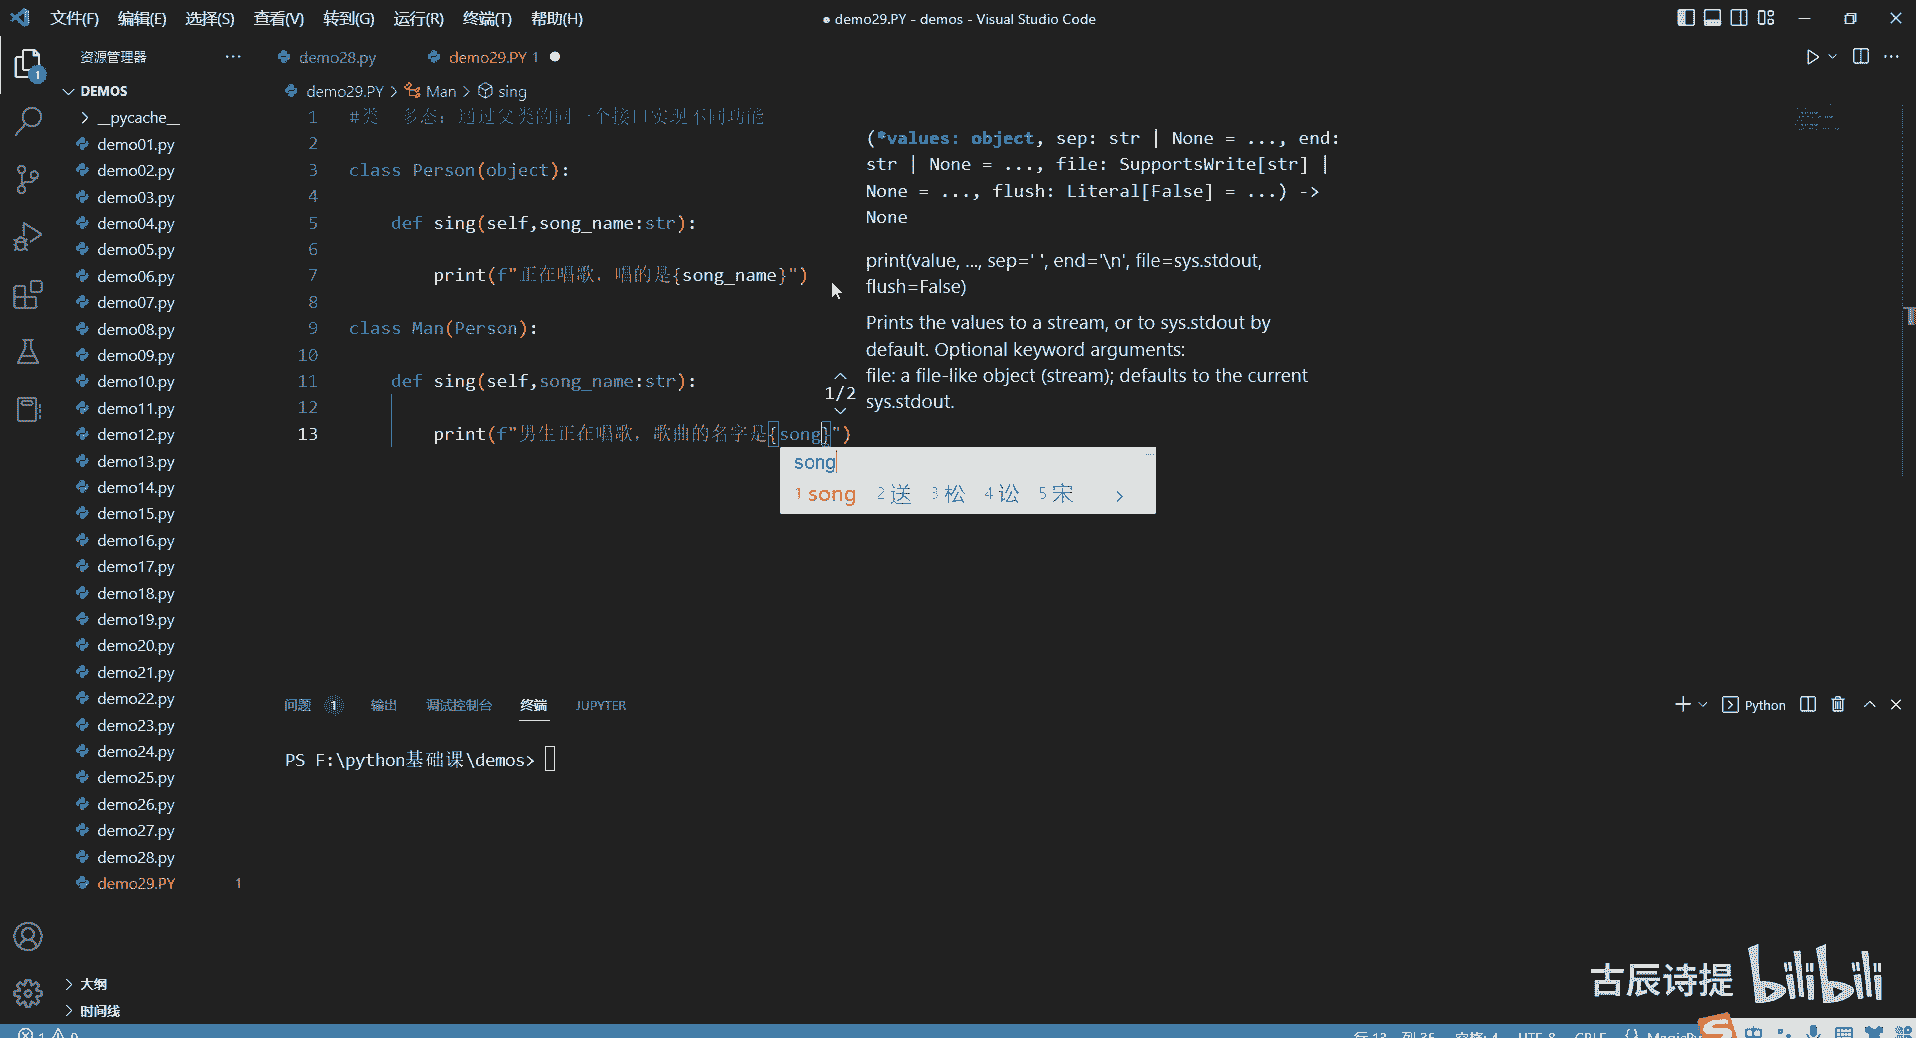 文件(F) 编辑(E) 选择(S) 查看(V) 转到(G) 运行(R) 终端(T) 帮助(H)
● demo29.PY - demos - Visual Studio Code
资源管理器 ···
demo28.py
demo29.PY 1 ●
DEMOS
demo29.PY > Man > sing
__pycache__
demo01.py
demo02.py
demo03.py
demo04.py
demo05.py
demo06.py
demo07.py
demo08.py
demo09.py
demo10.py
demo11.py
demo12.py
demo13.py
demo14.py
demo15.py
demo16.py
demo17.py
demo18.py
demo19.py
demo20.py
demo21.py
demo22.py
demo23.py
demo24.py
demo25.py
demo26.py
demo27.py
demo28.py
demo29.PY 1
大纲
时间线
1 #类 多态：通过父类的同一个接口实现不同功能
2
3 class Person(object):
4
5 def sing(self,song_name:str):
6
7 print(f"正在唱歌，唱的是{song_name}")
8
9 class Man(Person):
10
11 def sing(self,song_name:str):
12
13 print(f"男生正在唱歌，歌曲的名字是{song}")
song
1 song 2 送 3 松 4 讼 5 宋
1/2
(*values: object, sep: str | None = ..., end:
str | None = ..., file: SupportsWrite[str] |
None = ..., flush: Literal[False] = ...) ->
None
print(value, ..., sep=' ', end='\n', file=sys.stdout,
flush=False)
Prints the values to a stream, or to sys.stdout by
default. Optional keyword arguments:
file: a file-like object (stream); defaults to the current
sys.stdout.
问题 1 输出 调试控制台 终端 JUPYTER
Python
PS F:\python基础课\demos>
古辰诗提 bilibili